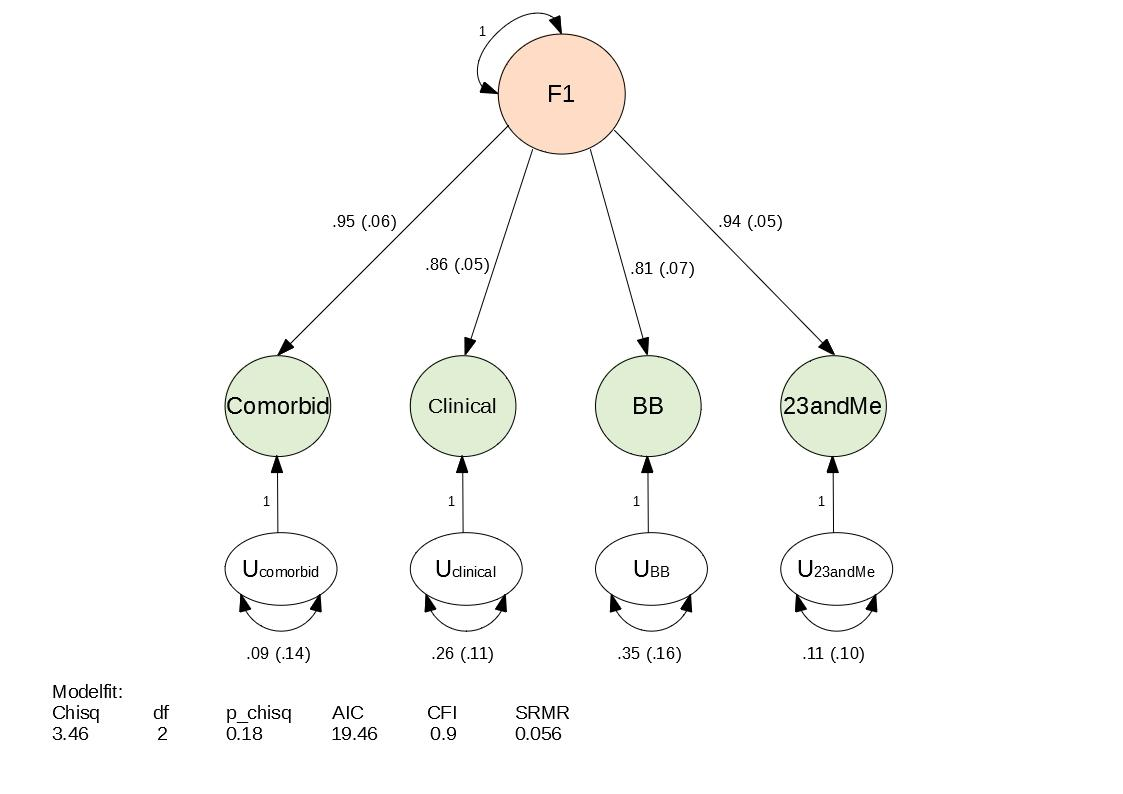 1
F1
.95 (.06)
.94 (.05)
.86 (.05)
.81 (.07)
Comorbid
Clinical
BB
23andMe
1
1
1
1
Ucomorbid
Uclinical
UBB
U23andMe
.09 (.14)
.26 (.11)
.35 (.16)
.11 (.10)
Modelfit:
Chisq df p_chisq AIC CFI SRMR
3.46 2 0.18 19.46 0.9 0.056